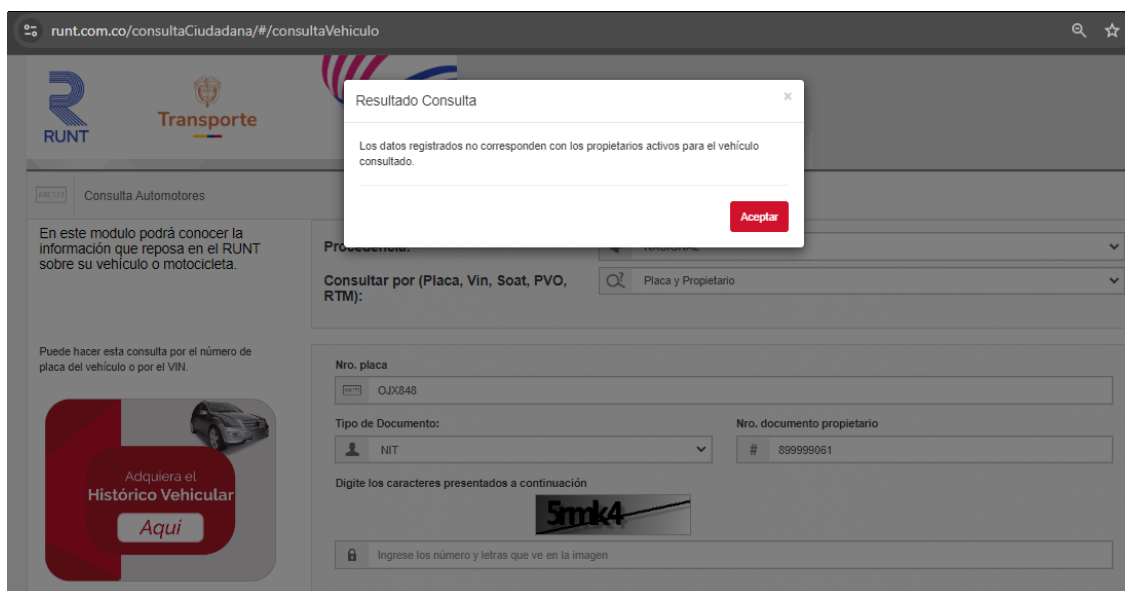 runt.com.co/consultaCiudadana/#/consultaVehiculo
RUNT
Transporte
Resultado Consulta
×
Los datos registrados no corresponden con los propietarios activos para el vehículo
consultado.
Aceptar
ABC123
Consulta Automotores
En este modulo podrá conocer la
información que reposa en el RUNT
sobre su vehículo o motocicleta.
Procedencia:
NACIONAL
Consultar por (Placa, Vin, Soat, PVO,
RTM):
Placa y Propietario
Puede hacer esta consulta por el número de
placa del vehículo o por el VIN.
Adquiera el
Histórico Vehicular
Aquí
Nro. placa
OJX848
Tipo de Documento:
NIT
Nro. documento propietario
# 899999061
Digite los caracteres presentados a continuación
Ingrese los número y letras que ve en la imagen